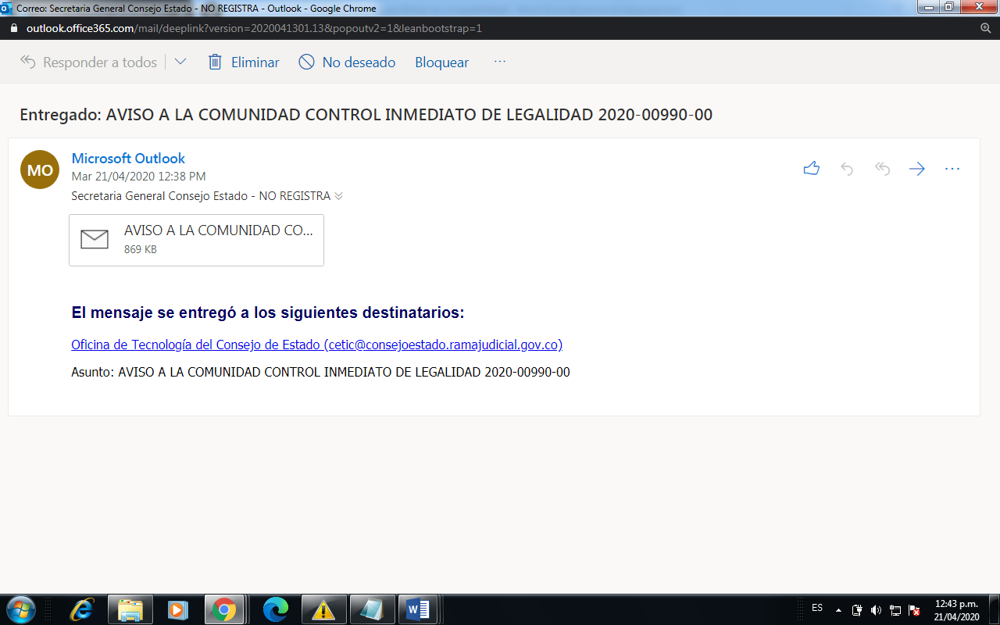 Correo: Secretaria General Consejo Estado - NO REGISTRA - Outlook - Google Chrome
outlook.office365.com/mail/deeplink?version=2020041301.13&popoutv2=1&leanbootstrap=1
Responder a todos Eliminar No deseado Bloquear ...
Entregado: AVISO A LA COMUNIDAD CONTROL INMEDIATO DE LEGALIDAD 2020-00990-00
MO
Microsoft Outlook
Mar 21/04/2020 12:38 PM
Secretaria General Consejo Estado - NO REGISTRA
AVISO A LA COMUNIDAD CO...
869 KB
El mensaje se entregó a los siguientes destinatarios:
Oficina de Tecnología del Consejo de Estado (cetic@consejoestado.ramajudicial.gov.co)
Asunto: AVISO A LA COMUNIDAD CONTROL INMEDIATO DE LEGALIDAD 2020-00990-00
ES
12:43 p.m.
21/04/2020